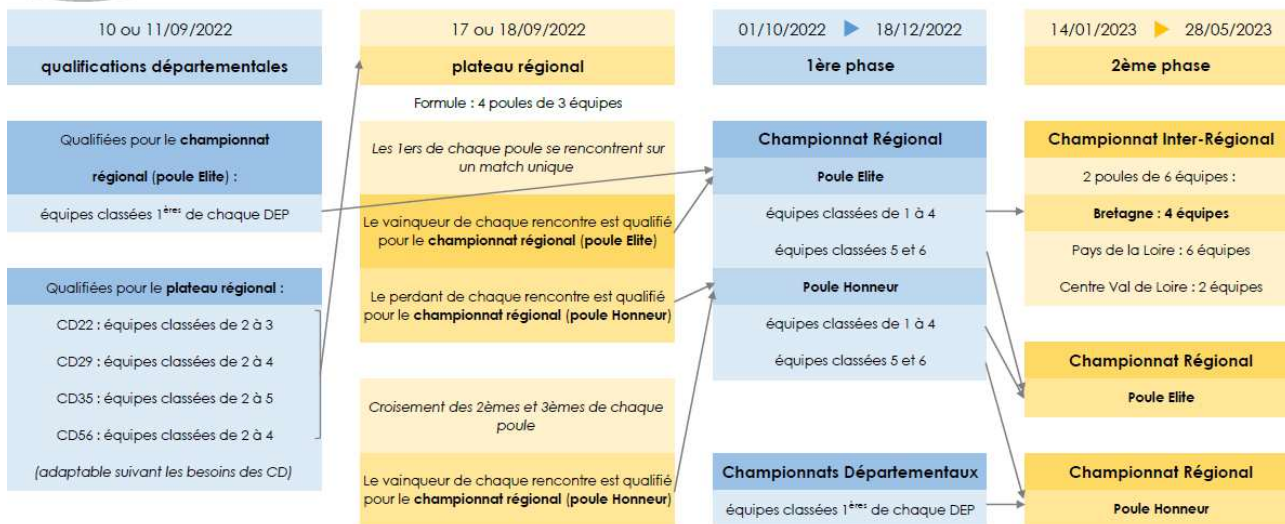 10 ou 11/09/2022
qualifications départementales
Qualifiées pour le championnat
régional (poule Elite) :
équipes classées 1ères de chaque DEP
Qualifiées pour le plateau régional :
CD22 : équipes classées de 2 à 3
CD29 : équipes classées de 2 à 4
CD35 : équipes classées de 2 à 5
CD56 : équipes classées de 2 à 4
(adaptable suivant les besoins des CD)
17 ou 18/09/2022
plateau régional
Formule : 4 poules de 3 équipes
Les 1ers de chaque poule se rencontrent sur
un match unique
Le vainqueur de chaque rencontre est qualifié
pour le championnat régional (poule Elite)
Le perdant de chaque rencontre est qualifié
pour le championnat régional (poule Honneur)
Croisement des 2èmes et 3èmes de chaque
poule
Le vainqueur de chaque rencontre est qualifié
pour le championnat régional (poule Honneur)
01/10/2022 18/12/2022
1ère phase
Championnat Régional
Poule Elite
équipes classées de 1 à 4
équipes classées 5 et 6
Poule Honneur
équipes classées de 1 à 4
équipes classées 5 et 6
Championnats Départementaux
équipes classées 1ères de chaque DEP
14/01/2023 28/05/2023
2ème phase
Championnat Inter-Régional
2 poules de 6 équipes :
Bretagne : 4 équipes
Pays de la Loire : 6 équipes
Centre Val de Loire : 2 équipes
Championnat Régional
Poule Elite
Championnat Régional
Poule Honneur